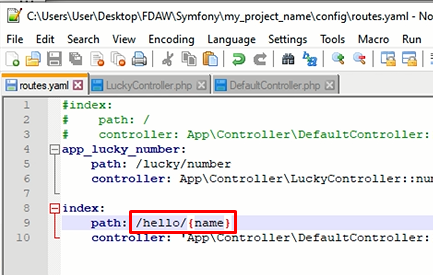 C:\Users\User\Desktop\FDAW\Symfony\my_project_name\config\routes.yaml - No
File Edit Search View Encoding Language Settings Tools Macro Run
routes.yaml LuckyController.php DefaultController.php
1 #index:
2 #    path: /
3 #    controller: App\Controller\DefaultController:
4 app_lucky_number:
5     path: /lucky/number
6     controller: App\Controller\LuckyController::nu
7
8 index:
9     path: /hello/{name}
10     controller: 'App\Controller\DefaultController: